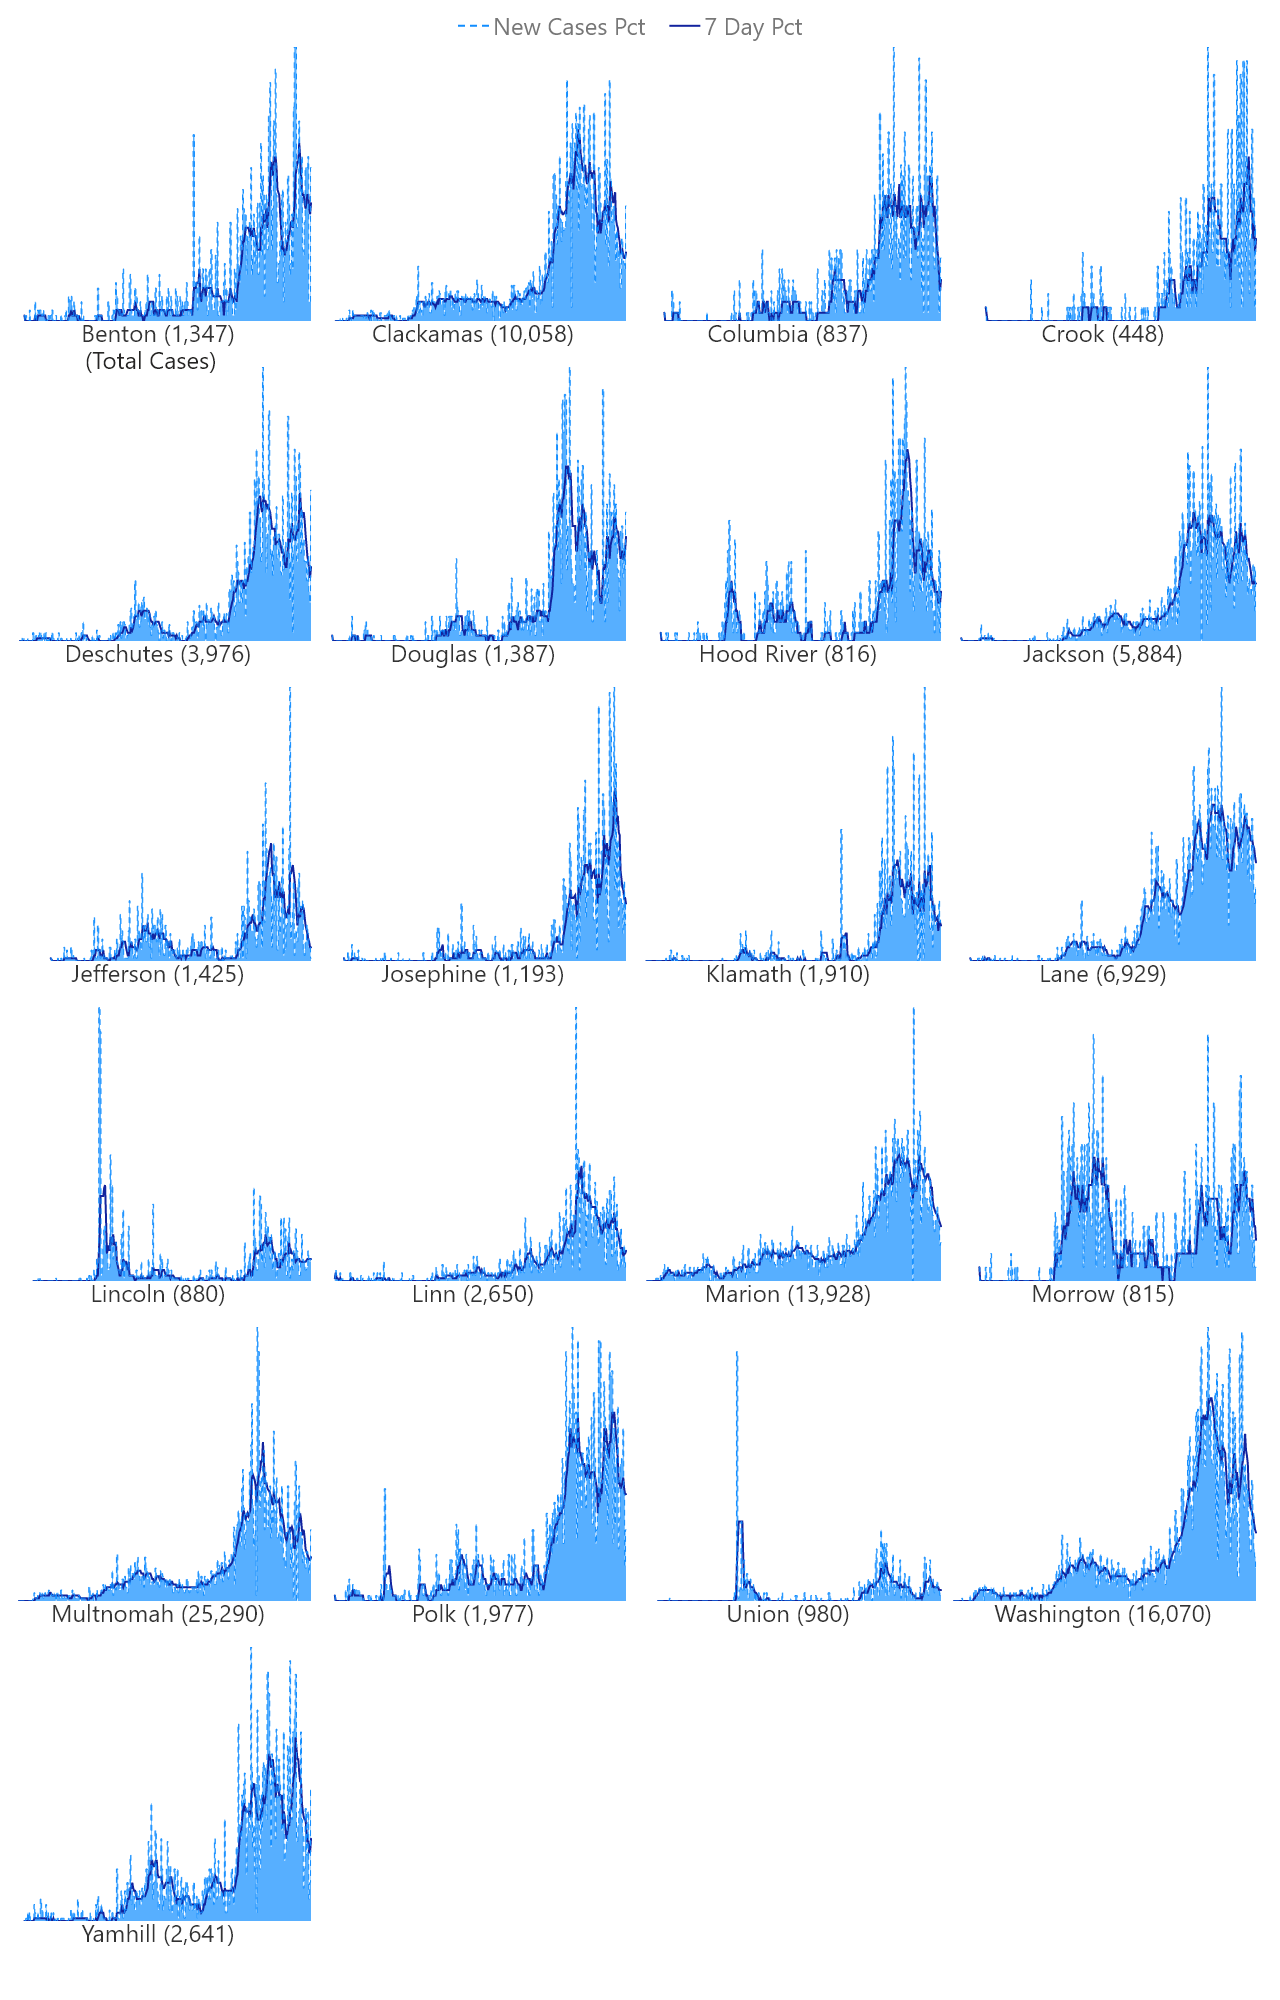 New Cases Pct 7 Day Pct
Benton (1,347) Clackamas (10,058) Columbia (837) Crook (448)
(Total Cases)
Deschutes (3,976) Douglas (1,387) Hood River (816) Jackson (5,884)
Jefferson (1,425) Josephine (1,193) Klamath (1,910) Lane (6,929)
Lincoln (880) Linn (2,650) Marion (13,928) Morrow (815)
Multnomah (25,290) Polk (1,977) Union (980) Washington (16,070)
Yamhill (2,641)